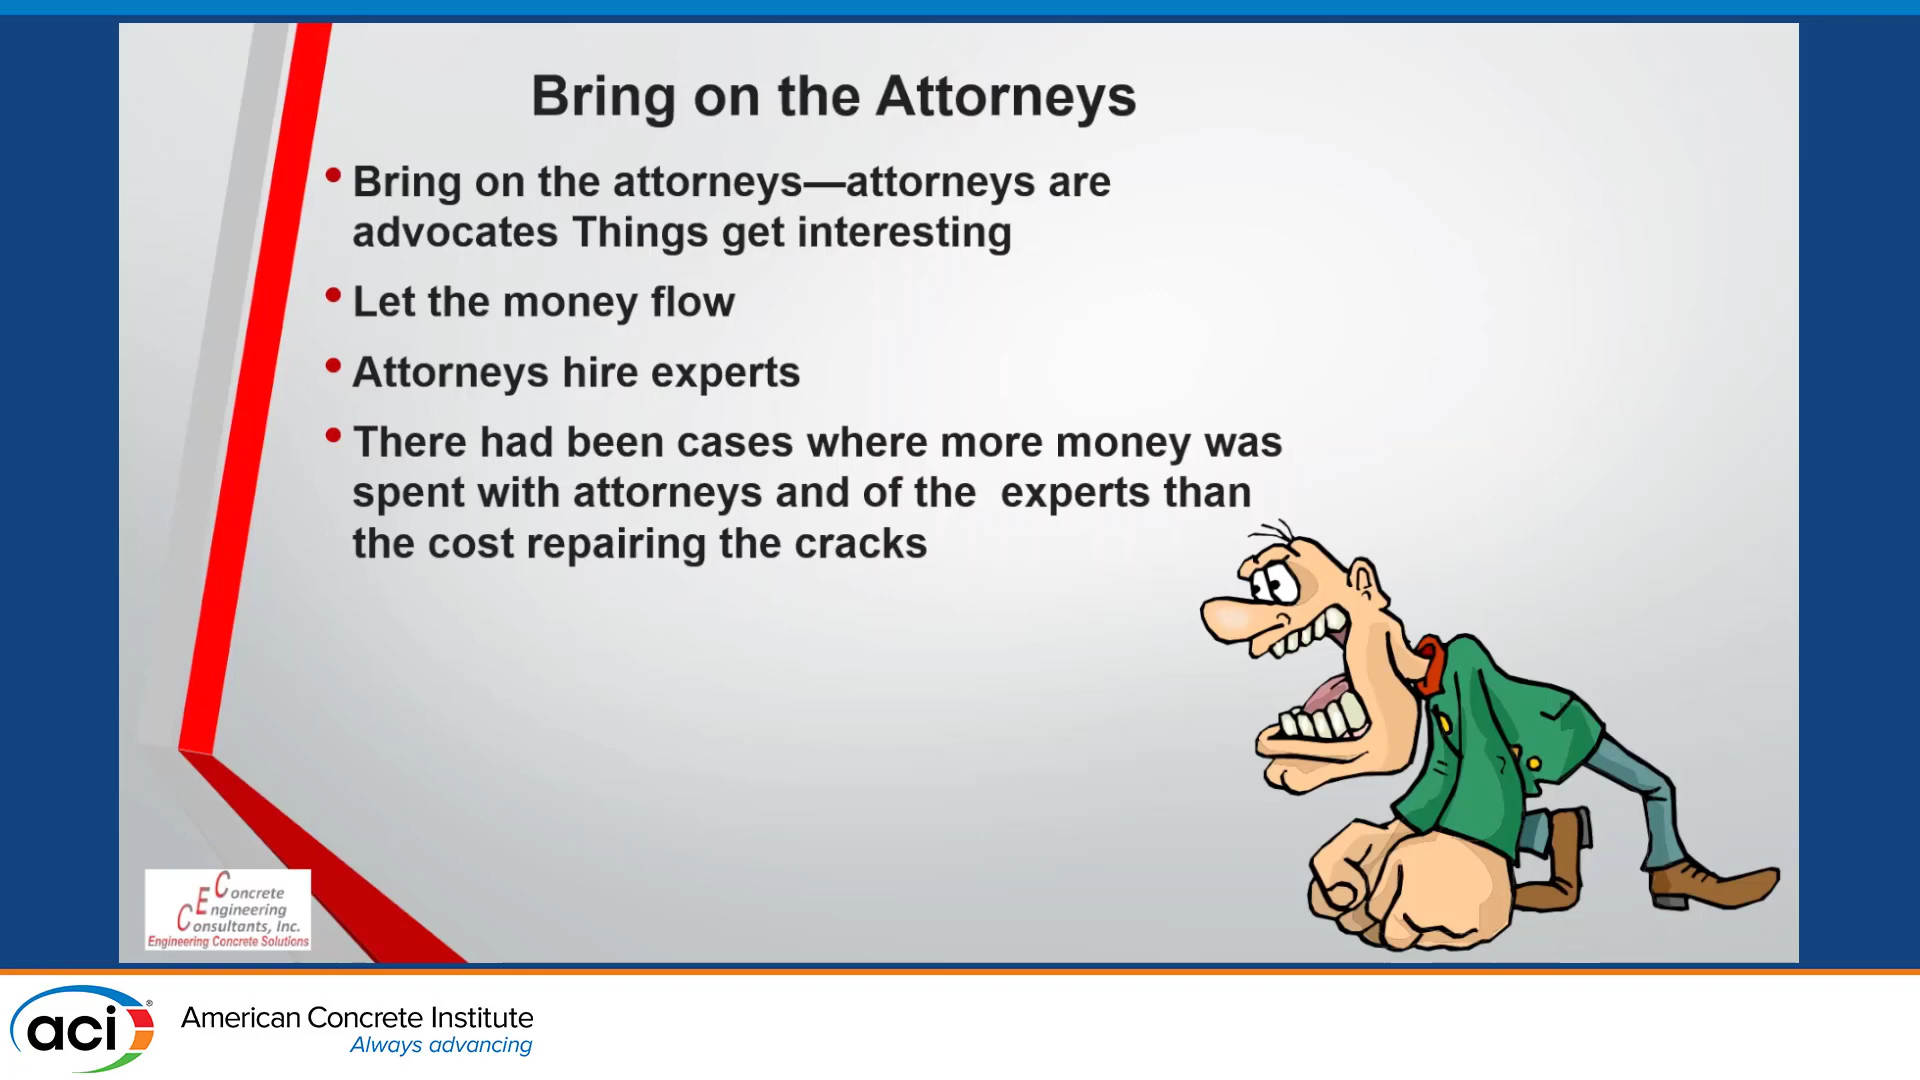 Bring on the Attorneys
• Bring on the attorneys—attorneys are
advocates Things get interesting
• Let the money flow
• Attorneys hire experts
• There had been cases where more money was
spent with attorneys and of the  experts than
the cost repairing the cracks
Concrete
Engineering
Consultants, Inc.
Engineering Concrete Solutions
aci®
American Concrete Institute
Always advancing